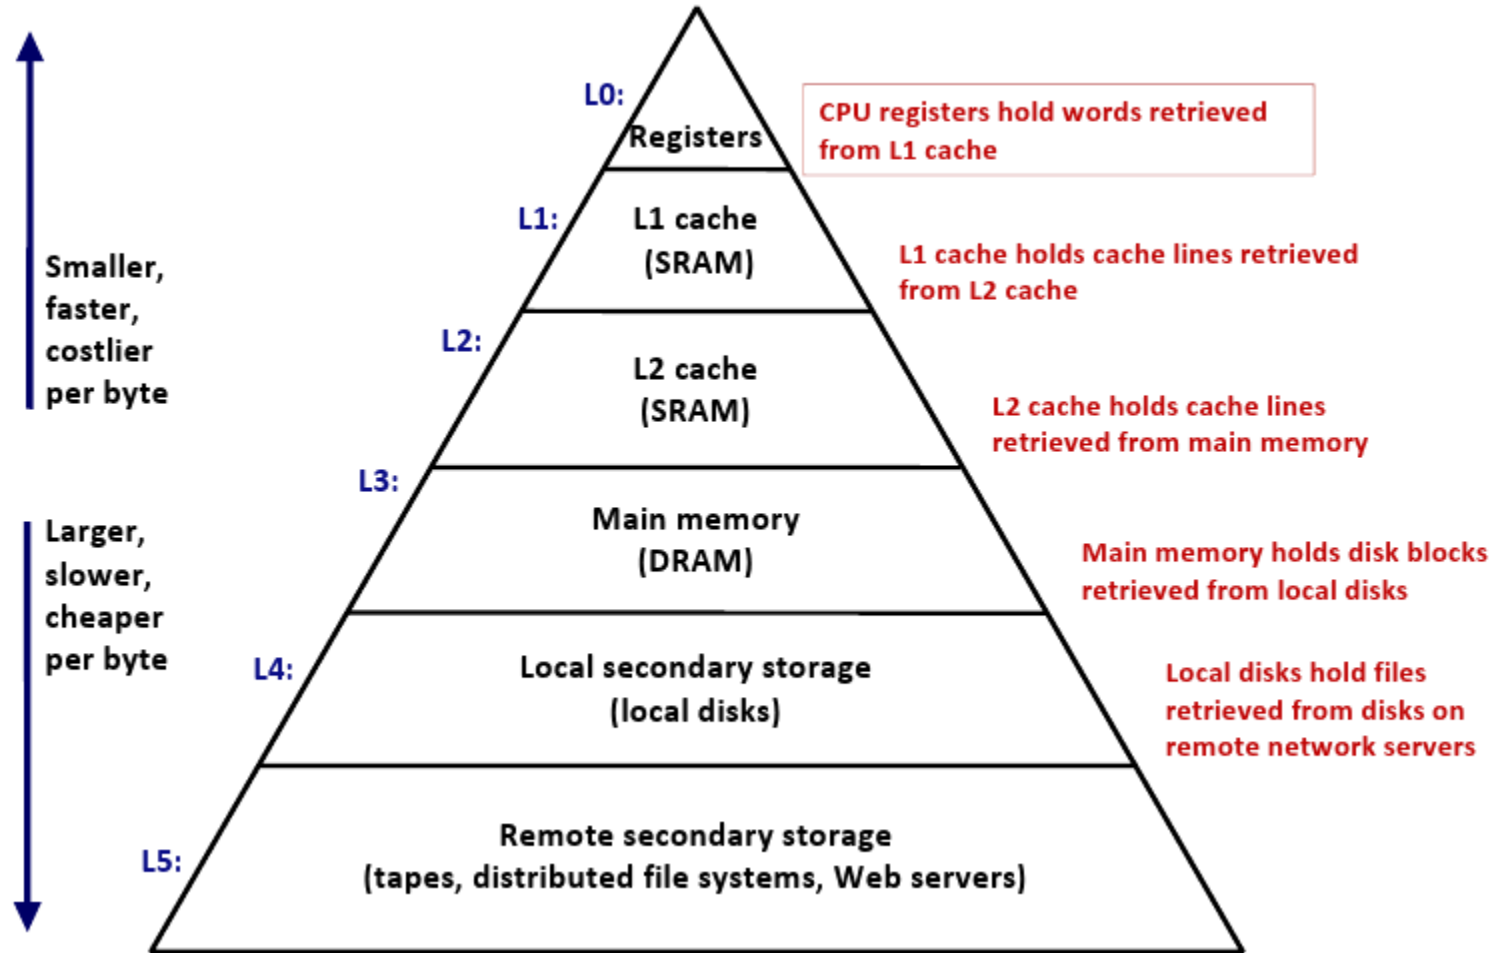 L0:
Registers
CPU registers hold words retrieved
from L1 cache
L1:
L1 cache
(SRAM)
L1 cache holds cache lines retrieved
from L2 cache
Smaller,
faster,
costlier
per byte
L2:
L2 cache
(SRAM)
L2 cache holds cache lines
retrieved from main memory
L3:
Main memory
(DRAM)
Main memory holds disk blocks
retrieved from local disks
Larger,
slower,
cheaper
per byte
L4:
Local secondary storage
(local disks)
Local disks hold files
retrieved from disks on
remote network servers
L5:
Remote secondary storage
(tapes, distributed file systems, Web servers)